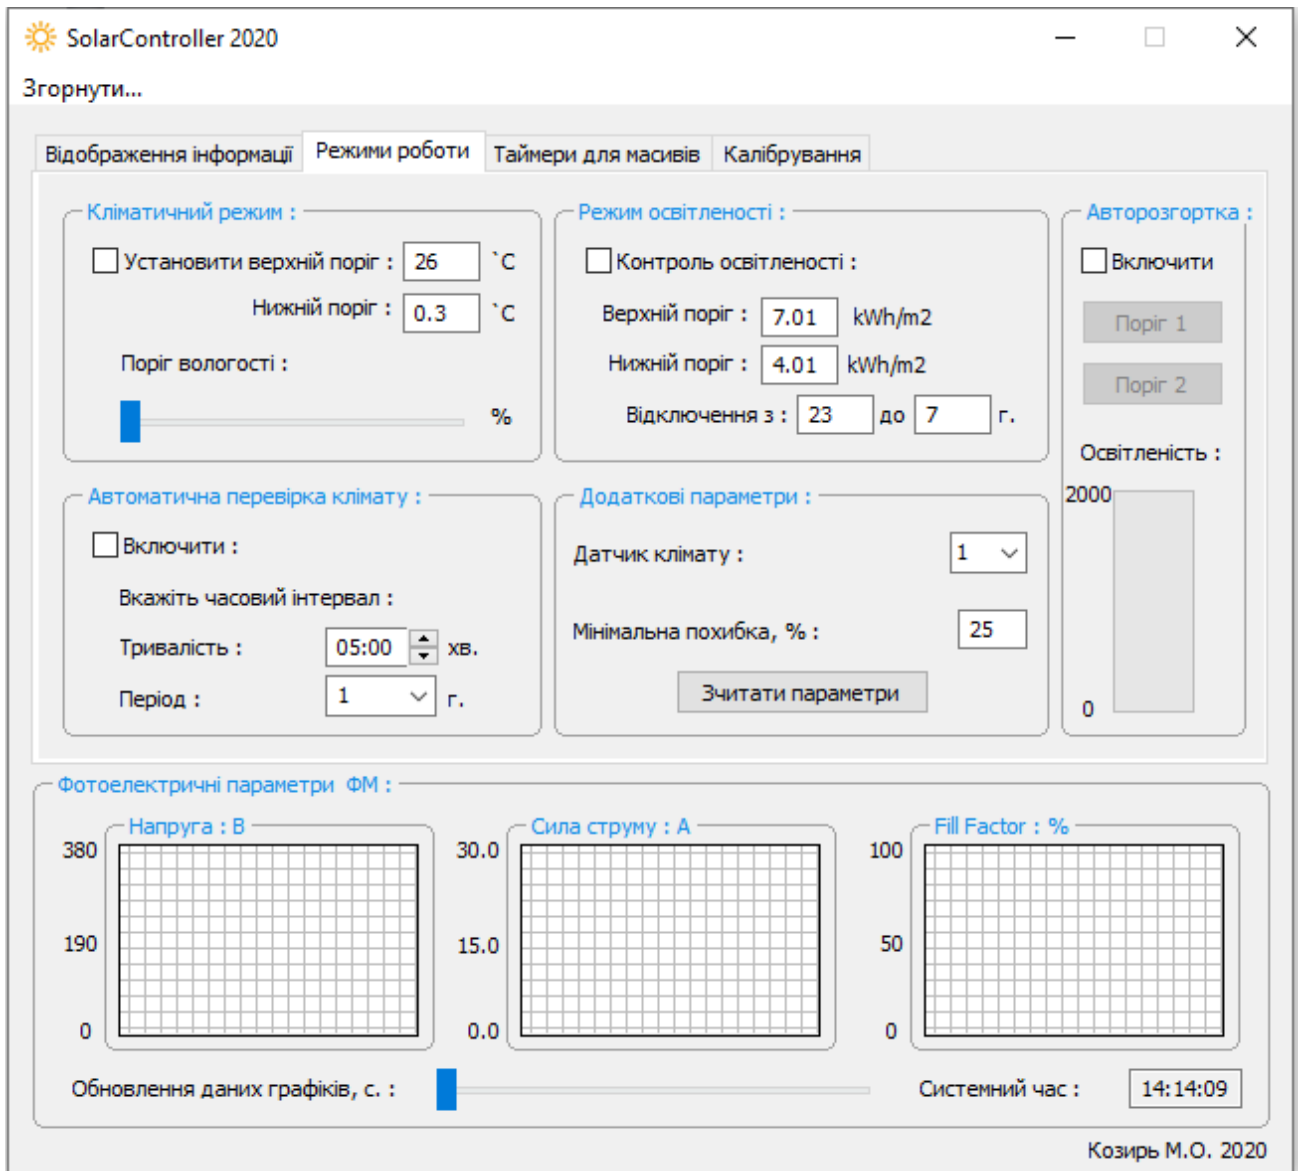 SolarController 2020
Згорнути...
Відображення інформації Режими роботи Таймери для масивів Калібрування
Кліматичний режим :
Установити верхній поріг : 26 `C
Нижній поріг : 0.3 `C
Поріг вологості :
%
Режим освітленості :
Контроль освітленості :
Верхній поріг : 7.01 kWh/m2
Нижній поріг : 4.01 kWh/m2
Відключення з : 23 до 7 г.
Авторозгортка :
Включити
Поріг 1
Поріг 2
Освітленість :
2000
0
Автоматична перевірка клімату :
Включити :
Вкажіть часовий інтервал :
Тривалість : 05:00 хв.
Період : 1 г.
Додаткові параметри :
Датчик клімату : 1
Мінімальна похибка, % : 25
Зчитати параметри
Фотоелектричні параметри ФМ :
Напруга : В
380
190
0
Сила струму : А
30.0
15.0
0.0
Fill Factor : %
100
50
0
Обновлення даних графіків, с. :
Системний час : 14:14:09
Козирь М.О. 2020